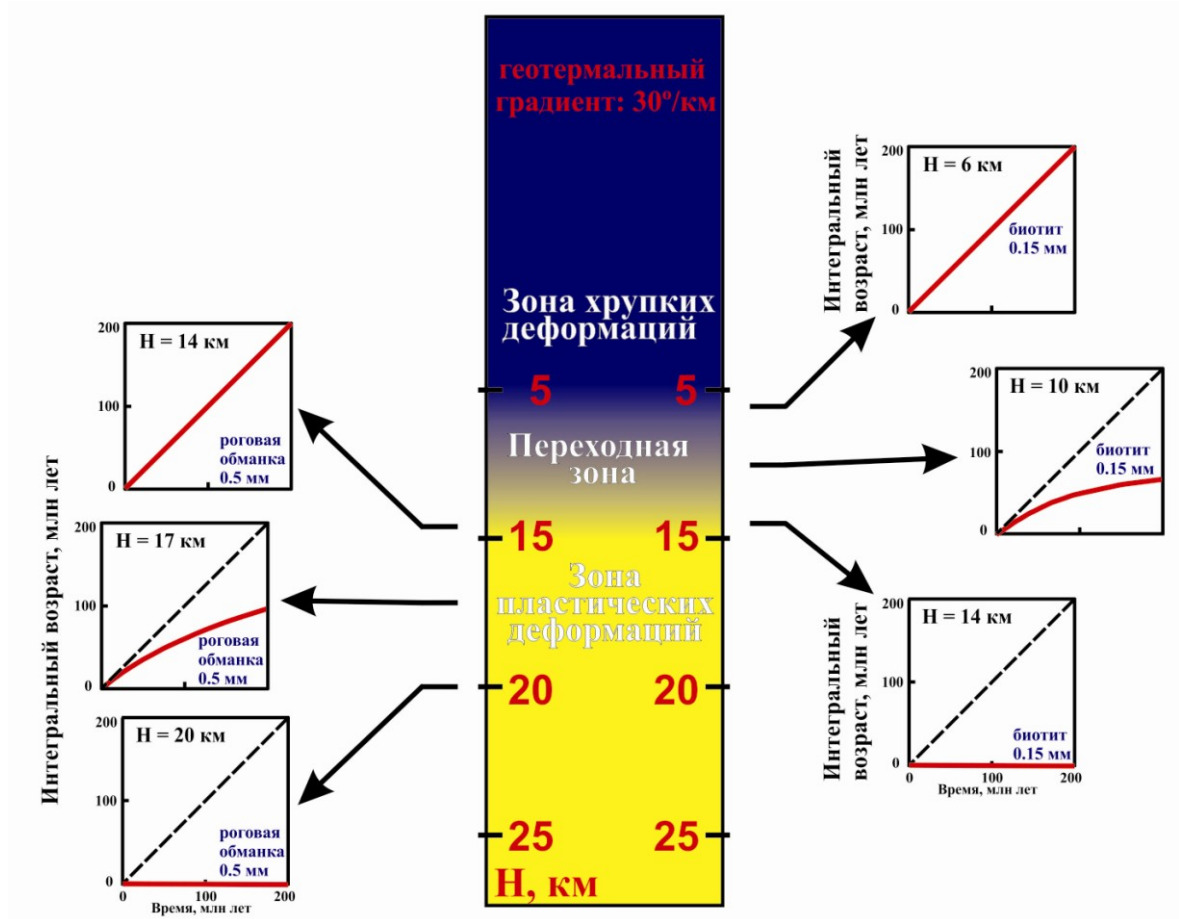 геотермальный
градиент: 30º/км
Зона хрупких
деформаций
5 5
Переходная
зона
15 15
Зона
пластических
деформаций
20 20
25 25
Н, км
Интегральный возраст, млн лет
200
Н = 14 км
100
роговая
обманка
0.5 мм
0
200
Н = 17 км
100
роговая
обманка
0.5 мм
0
200
Н = 20 км
100
роговая
обманка
0.5 мм
0
0 100 200
Время, млн лет
Интегральный
возраст, млн лет
200
Н = 6 км
100
биотит
0.15 мм
0
200
Н = 10 км
100
биотит
0.15 мм
0
Интегральный
возраст, млн лет
200
Н = 14 км
100
биотит
0.15 мм
0
0 100 200
Время, млн лет